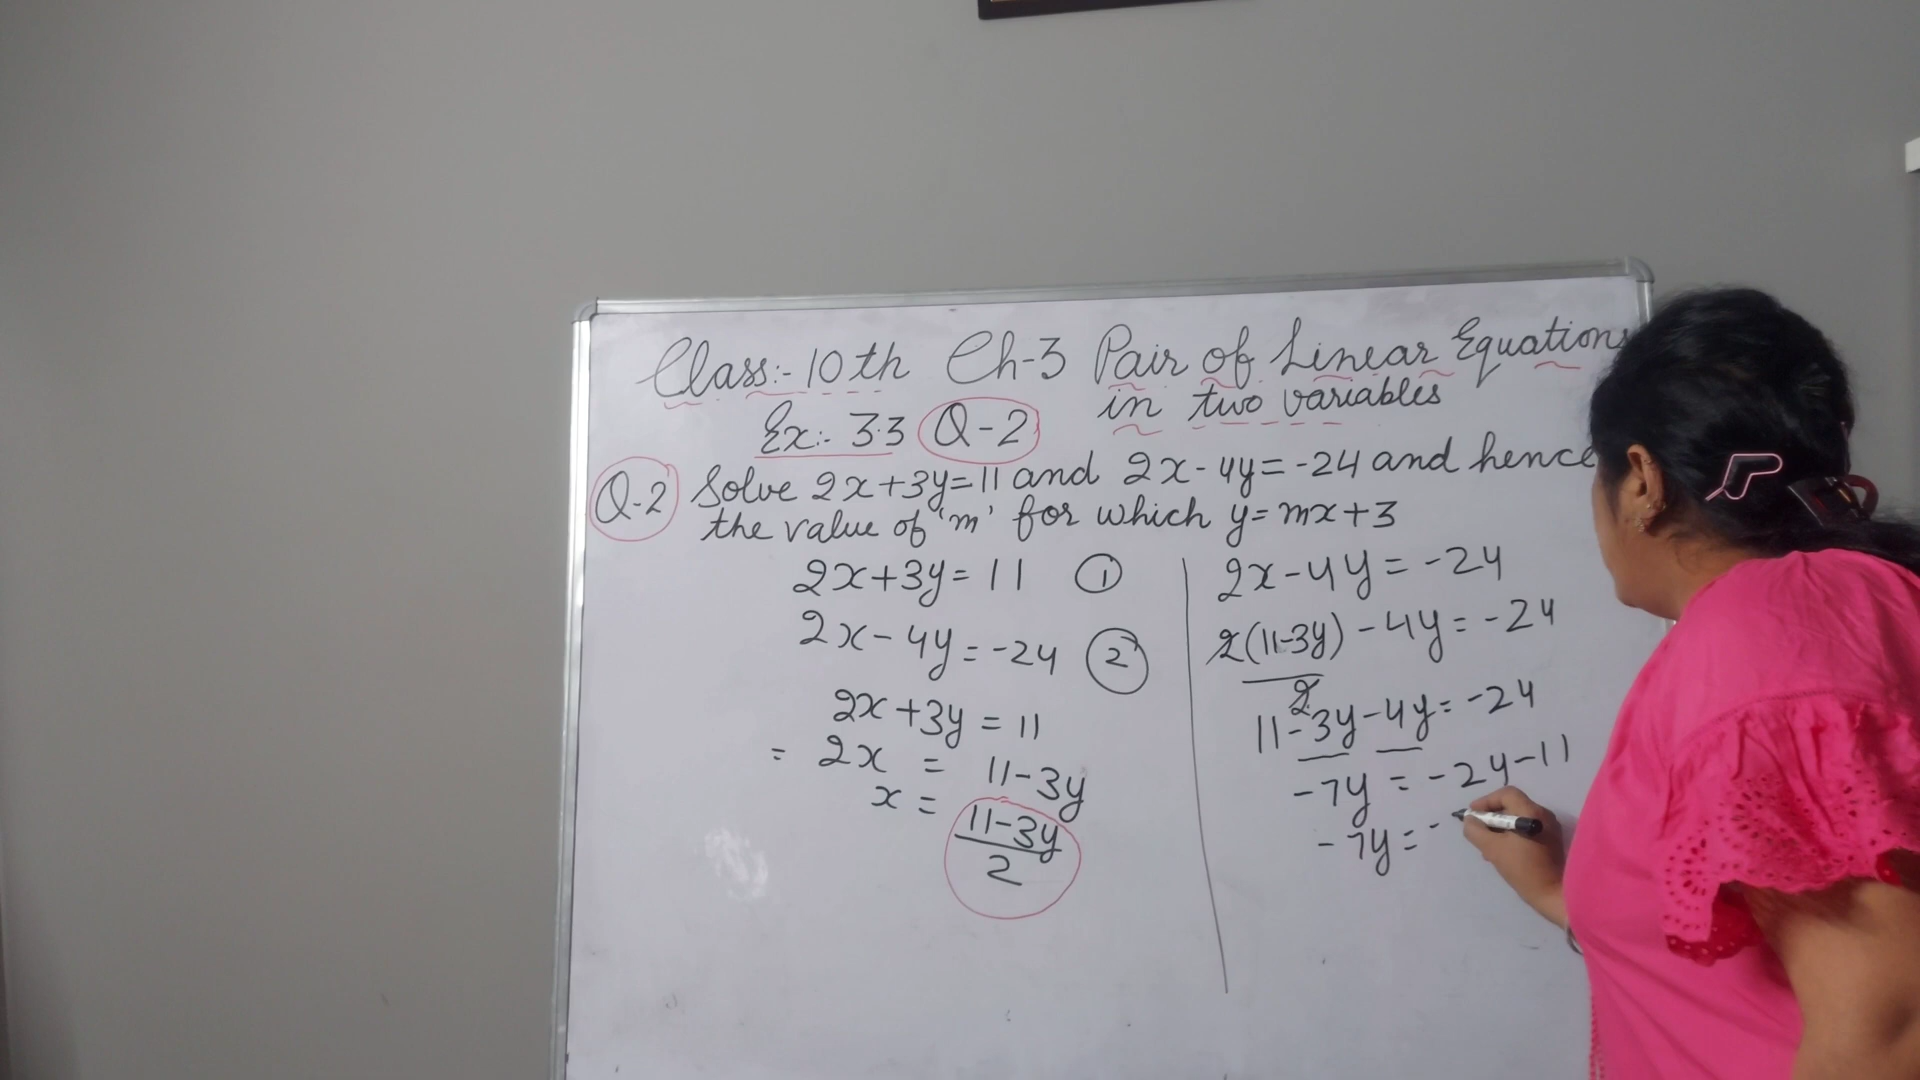 Class:- 10th Ch-3 Pair of Linear Equations
in two variables
Ex:- 3.3 Q-2
Q-2 Solve 2x+3y=11 and 2x-4y=-24 and hence
the value of 'm' for which y=mx+3
2x+3y=11 ①
2x-4y=-24 ②
2x+3y=11
= 2x = 11-3y
x = 11-3y
2
2x-4y=-24
2(11-3y)-4y=-24
2
11-3y-4y=-24
-7y=-24-11
-7y=-